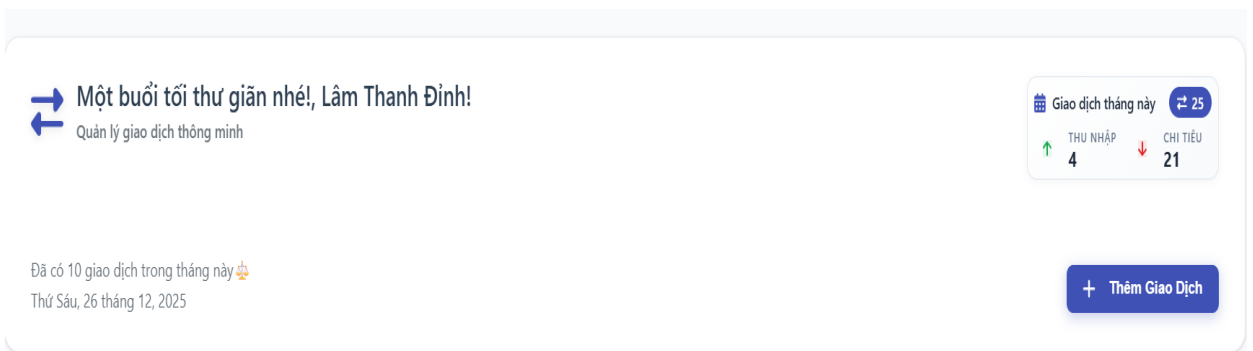 Một buổi tối thư giãn nhé!, Lâm Thanh Đỉnh!
Quản lý giao dịch thông minh
Giao dịch tháng này 25
THU NHẬP
4
CHI TIÊU
21
Đã có 10 giao dịch trong tháng này
Thứ Sáu, 26 tháng 12, 2025
+ Thêm Giao Dịch